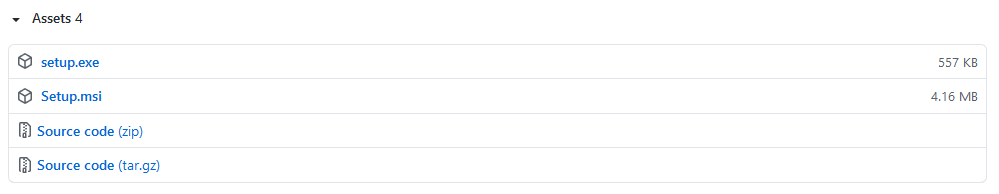 Assets 4
setup.exe 557 KB
Setup.msi 4.16 MB
Source code (zip)
Source code (tar.gz)